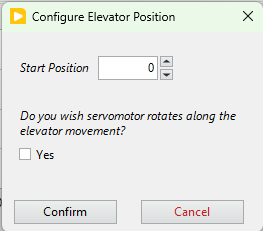 Configure Elevator Position
Start Position 0
Do you wish servomotor rotates along the
elevator movement?
Yes
Confirm Cancel